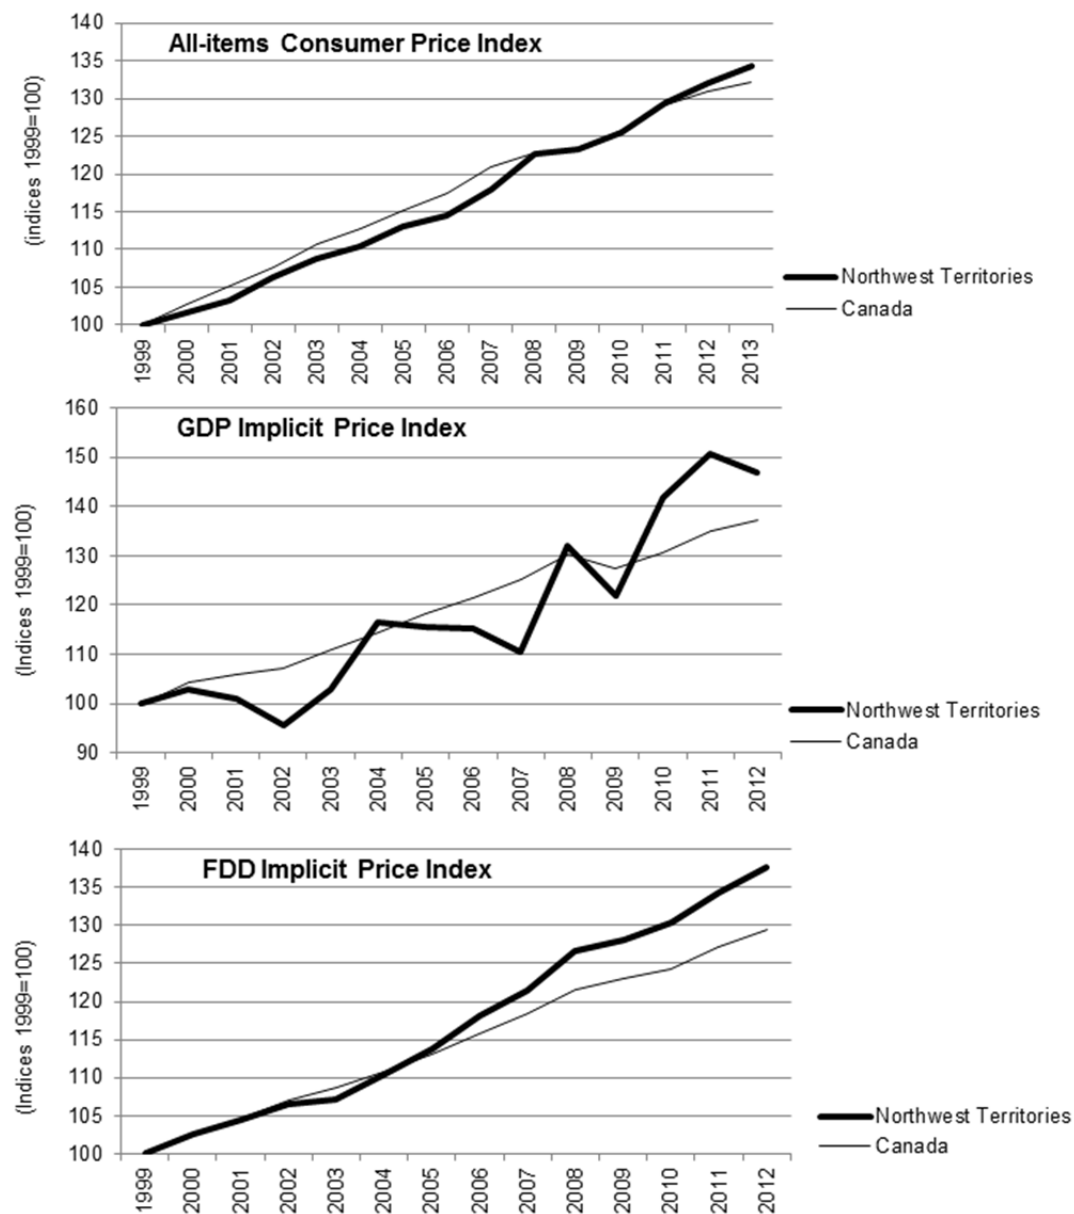 All-items Consumer Price Index
(indices 1999=100)
140
135
130
125
120
115
110
105
100
1999 2000 2001 2002 2003 2004 2005 2006 2007 2008 2009 2010 2011 2012 2013
Northwest Territories
Canada
GDP Implicit Price Index
(Indices 1999=100)
160
150
140
130
120
110
100
90
1999 2000 2001 2002 2003 2004 2005 2006 2007 2008 2009 2010 2011 2012
Northwest Territories
Canada
FDD Implicit Price Index
(Indices 1999=100)
140
135
130
125
120
115
110
105
100
1999 2000 2001 2002 2003 2004 2005 2006 2007 2008 2009 2010 2011 2012
Northwest Territories
Canada